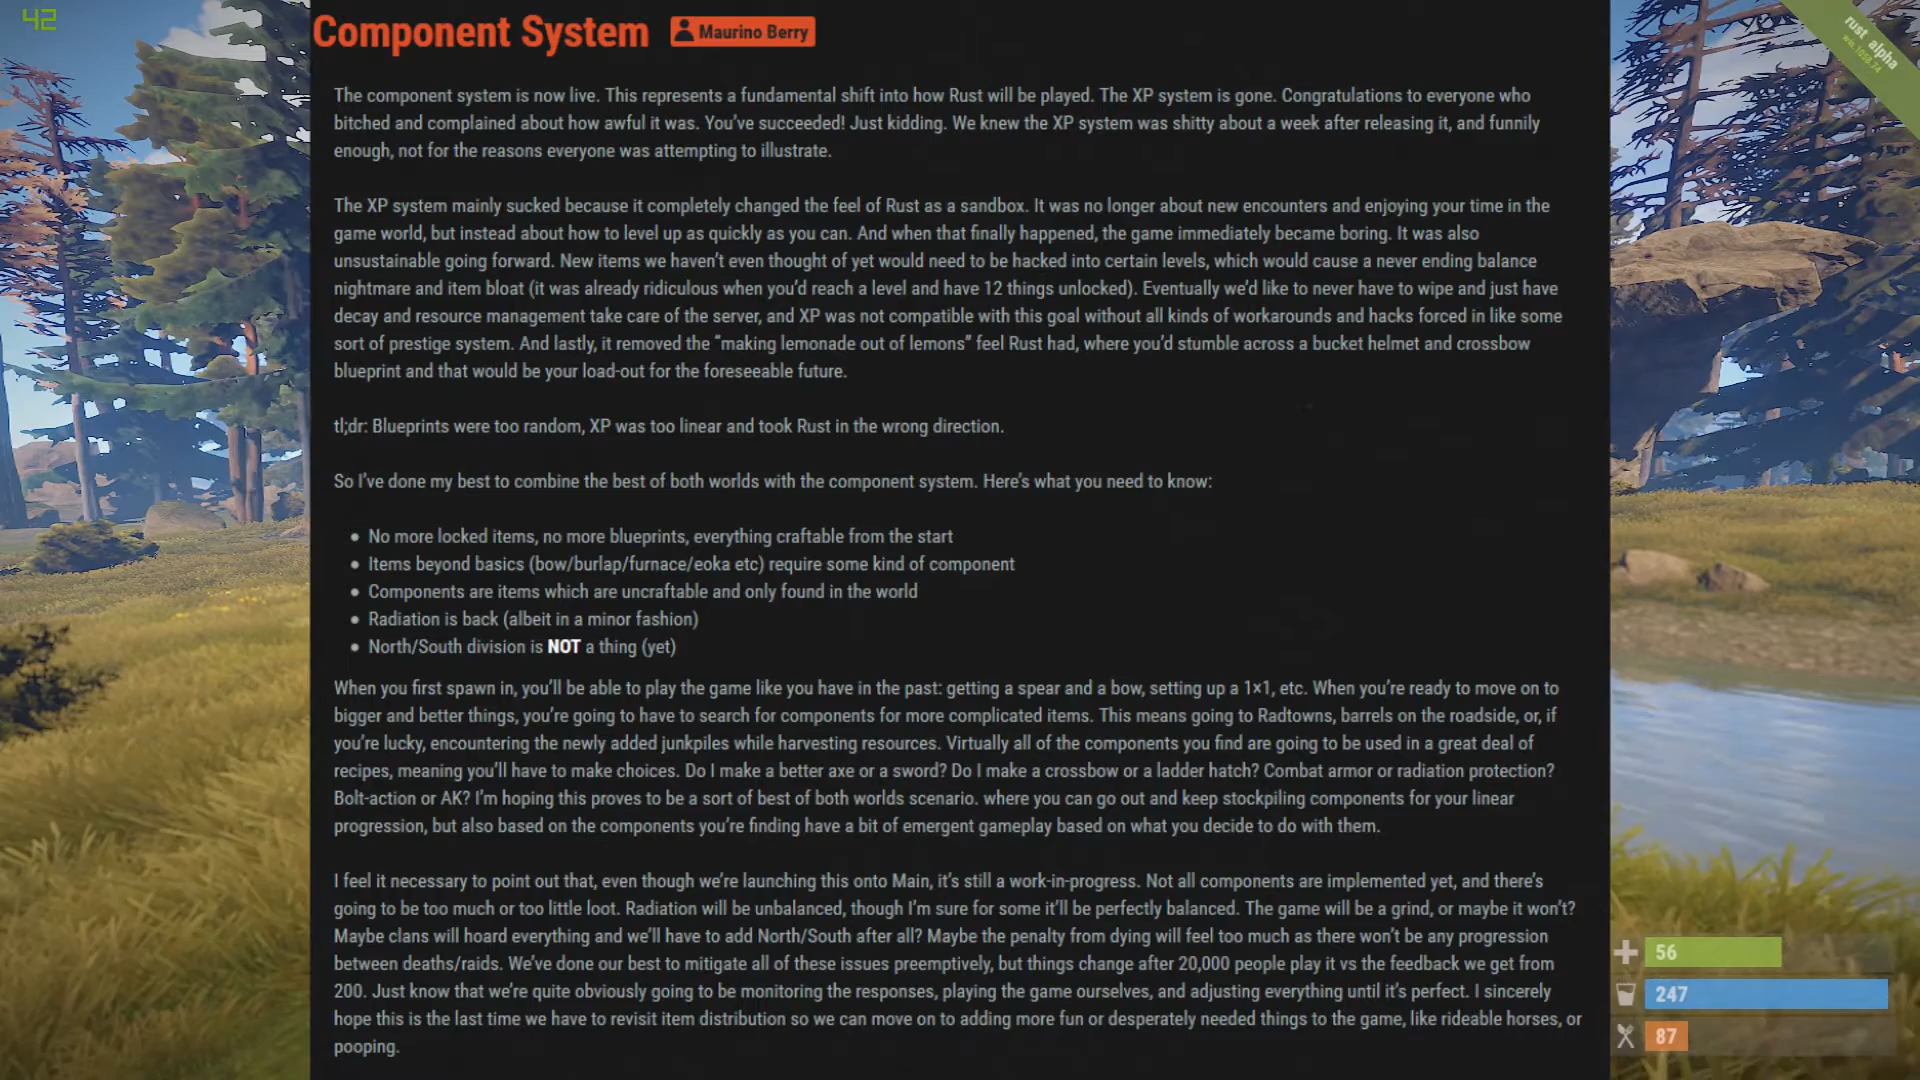 42
Component System
Maurino Berry
rust alpha
The component system is now live. This represents a fundamental shift into how Rust will be played. The XP system is gone. Congratulations to everyone who
bitched and complained about how awful it was. You've succeeded! Just kidding. We knew the XP system was shitty about a week after releasing it, and funnily
enough, not for the reasons everyone was attempting to illustrate.
The XP system mainly sucked because it completely changed the feel of Rust as a sandbox. It was no longer about new encounters and enjoying your time in the
game world, but instead about how to level up as quickly as you can. And when that finally happened, the game immediately became boring. It was also
unsustainable going forward. New items we haven't even thought of yet would need to be hacked into certain levels, which would cause a never ending balance
nightmare and item bloat (it was already ridiculous when you'd reach a level and have 12 things unlocked). Eventually we'd like to never have to wipe and just have
decay and resource management take care of the server, and XP was not compatible with this goal without all kinds of workarounds and hacks forced in like some
sort of prestige system. And lastly, it removed the "making lemonade out of lemons" feel Rust had, where you'd stumble across a bucket helmet and crossbow
blueprint and that would be your load-out for the foreseeable future.
tl;dr: Blueprints were too random, XP was too linear and took Rust in the wrong direction.
So I've done my best to combine the best of both worlds with the component system. Here's what you need to know:
• No more locked items, no more blueprints, everything craftable from the start
• Items beyond basics (bow/burlap/furnace/eoka etc) require some kind of component
• Components are items which are uncraftable and only found in the world
• Radiation is back (albeit in a minor fashion)
• North/South division is NOT a thing (yet)
When you first spawn in, you'll be able to play the game like you have in the past: getting a spear and a bow, setting up a 1×1, etc. When you're ready to move on to
bigger and better things, you're going to have to search for components for more complicated items. This means going to Radtowns, barrels on the roadside, or, if
you're lucky, encountering the newly added junkpiles while harvesting resources. Virtually all of the components you find are going to be used in a great deal of
recipes, meaning you'll have to make choices. Do I make a better axe or a sword? Do I make a crossbow or a ladder hatch? Combat armor or radiation protection?
Bolt-action or AK? I'm hoping this proves to be a sort of best of both worlds scenario. where you can go out and keep stockpiling components for your linear
progression, but also based on the components you're finding have a bit of emergent gameplay based on what you decide to do with them.
I feel it necessary to point out that, even though we're launching this onto Main, it's still a work-in-progress. Not all components are implemented yet, and there's
going to be too much or too little loot. Radiation will be unbalanced, though I'm sure for some it'll be perfectly balanced. The game will be a grind, or maybe it won't?
Maybe clans will hoard everything and we'll have to add North/South after all? Maybe the penalty from dying will feel too much as there won't be any progression
between deaths/raids. We've done our best to mitigate all of these issues preemptively, but things change after 20,000 people play it vs the feedback we get from
200. Just know that we're quite obviously going to be monitoring the responses, playing the game ourselves, and adjusting everything until it's perfect. I sincerely
hope this is the last time we have to revisit item distribution so we can move on to adding more fun or desperately needed things to the game, like rideable horses, or
pooping.
56
247
87